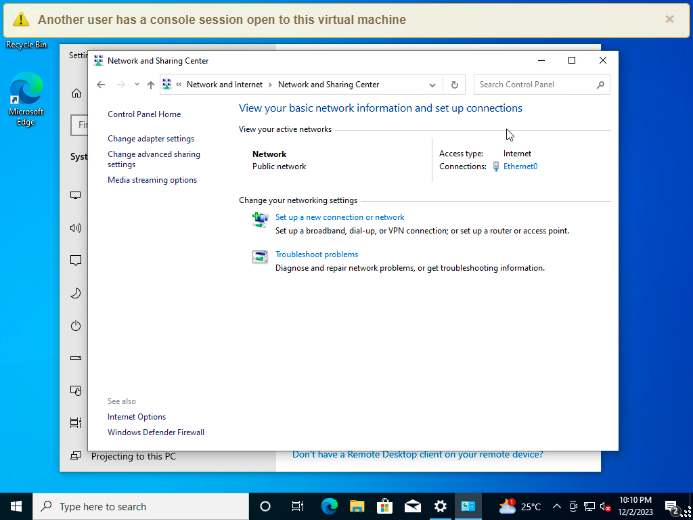 Another user has a console session open to this virtual machine
Recycle Bin
Microsoft
Edge
Network and Sharing Center
Network and Internet
Network and Sharing Center
Search Control Panel
Control Panel Home
Change adapter settings
Change advanced sharing
settings
Media streaming options
See also
Internet Options
Windows Defender Firewall
View your basic network information and set up connections
View your active networks
Network
Public network
Access type: Internet
Connections: Ethernet0
Change your networking settings
Set up a new connection or network
Set up a broadband, dial-up, or VPN connection; or set up a router or access point.
Troubleshoot problems
Diagnose and repair network problems, or get troubleshooting information.
Projecting to this PC
Don't have a Remote Desktop client on your remote device?
Type here to search
25°C
10:10 PM
12/2/2023
2